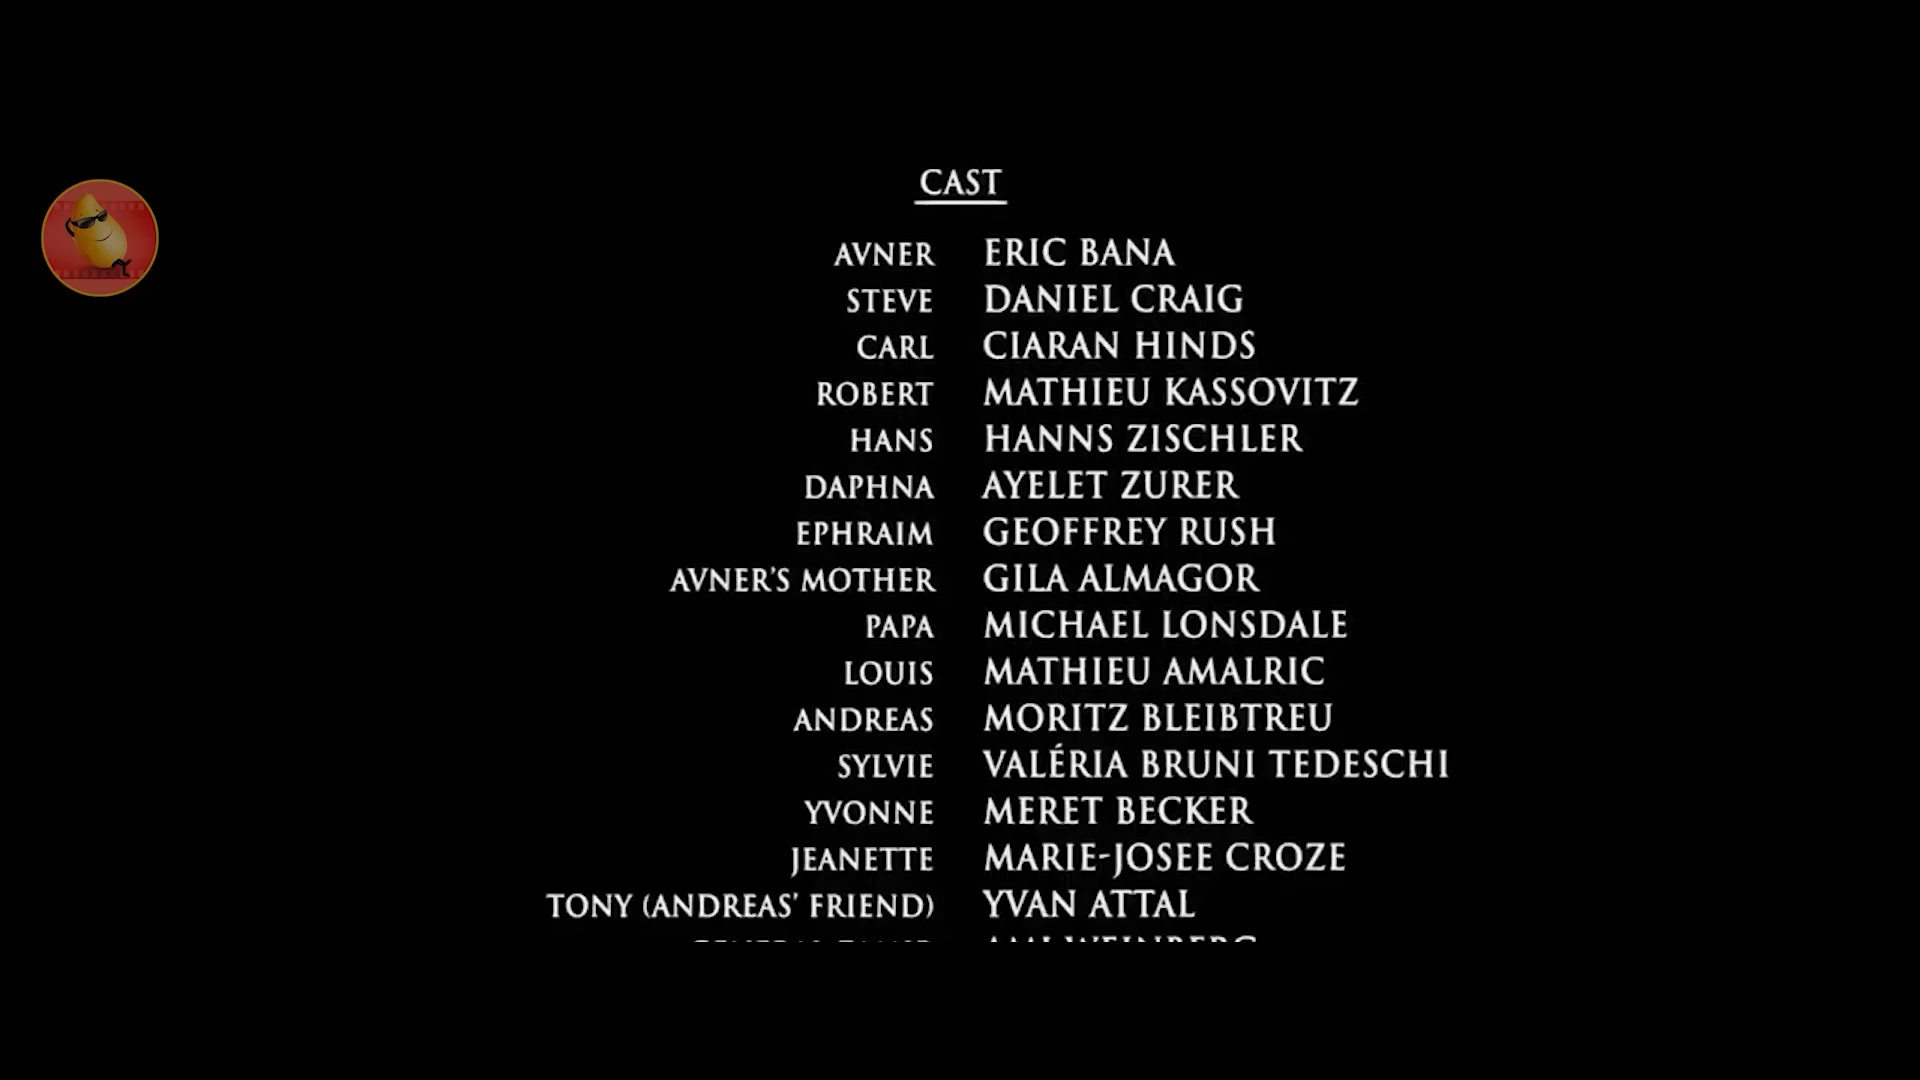 CAST
AVNER ERIC BANA
STEVE DANIEL CRAIG
CARL CIARAN HINDS
ROBERT MATHIEU KASSOVITZ
HANS HANNS ZISCHLER
DAPHNA AYELET ZURER
EPHRAIM GEOFFREY RUSH
AVNER'S MOTHER GILA ALMAGOR
PAPA MICHAEL LONSDALE
LOUIS MATHIEU AMALRIC
ANDREAS MORITZ BLEIBTREU
SYLVIE VALÉRIA BRUNI TEDESCHI
YVONNE MERET BECKER
JEANETTE MARIE-JOSEE CROZE
TONY (ANDREAS' FRIEND) YVAN ATTAL